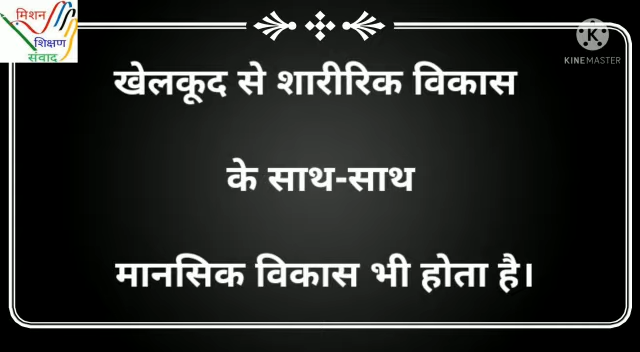 मिशन
शिक्षण
संवाद
K
KINEMASTER
खेलकूद से शारीरिक विकास
के साथ-साथ
मानसिक विकास भी होता है।